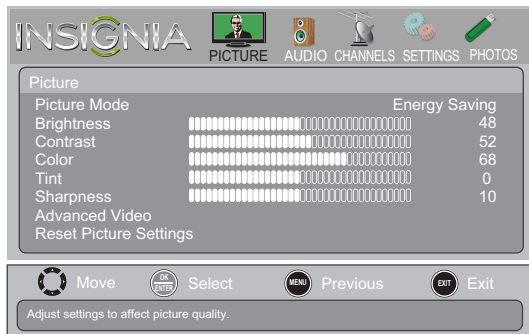 INSIGNIA
PICTURE AUDIO CHANNELS SETTINGS PHOTOS
Picture
Picture Mode Energy Saving
Brightness 48
Contrast 52
Color 68
Tint 0
Sharpness 10
Advanced Video
Reset Picture Settings
Move OK ENTER Select MENU Previous EXIT Exit
Adjust settings to affect picture quality.